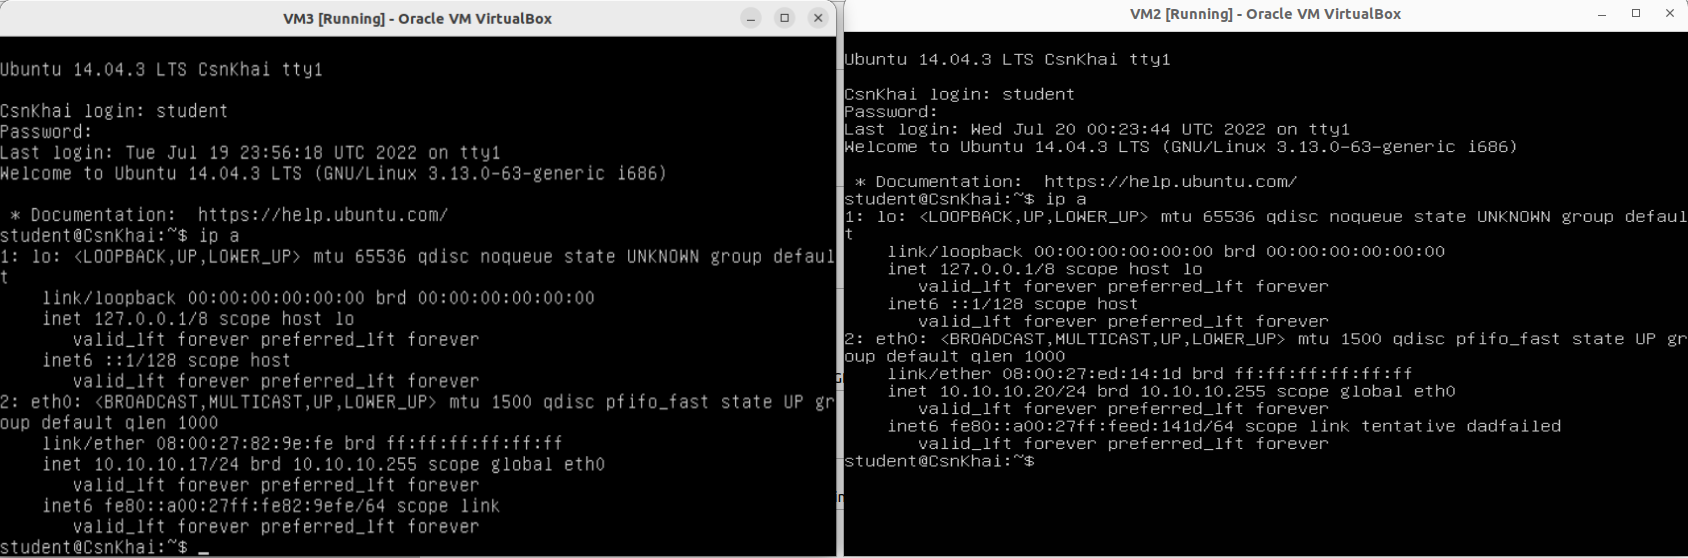 VM3 [Running] - Oracle VM VirtualBox
Ubuntu 14.04.3 LTS CsnKhai tty1
CsnKhai login: student
Password:
Last login: Tue Jul 19 23:56:18 UTC 2022 on tty1
Welcome to Ubuntu 14.04.3 LTS (GNU/Linux 3.13.0-63-generic i686)
* Documentation:  https://help.ubuntu.com/
student@CsnKhai:~$ ip a
1: lo: <LOOPBACK,UP,LOWER_UP> mtu 65536 qdisc noqueue state UNKNOWN group defaul
t
link/loopback 00:00:00:00:00:00 brd 00:00:00:00:00:00
inet 127.0.0.1/8 scope host lo
valid_lft forever preferred_lft forever
inet6 ::1/128 scope host
valid_lft forever preferred_lft forever
2: eth0: <BROADCAST,MULTICAST,UP,LOWER_UP> mtu 1500 qdisc pfifo_fast state UP gr
oup default qlen 1000
link/ether 08:00:27:82:9e:fe brd ff:ff:ff:ff:ff:ff
inet 10.10.10.17/24 brd 10.10.10.255 scope global eth0
valid_lft forever preferred_lft forever
inet6 fe80::a00:27ff:fe82:9efe/64 scope link
valid_lft forever preferred_lft forever
student@CsnKhai:~$ _
VM2 [Running] - Oracle VM VirtualBox
Ubuntu 14.04.3 LTS CsnKhai tty1
CsnKhai login: student
Password:
Last login: Wed Jul 20 00:23:44 UTC 2022 on tty1
Welcome to Ubuntu 14.04.3 LTS (GNU/Linux 3.13.0-63-generic i686)
* Documentation:  https://help.ubuntu.com/
student@CsnKhai:~$ ip a
1: lo: <LOOPBACK,UP,LOWER_UP> mtu 65536 qdisc noqueue state UNKNOWN group defaul
t
link/loopback 00:00:00:00:00:00 brd 00:00:00:00:00:00
inet 127.0.0.1/8 scope host lo
valid_lft forever preferred_lft forever
inet6 ::1/128 scope host
valid_lft forever preferred_lft forever
2: eth0: <BROADCAST,MULTICAST,UP,LOWER_UP> mtu 1500 qdisc pfifo_fast state UP gr
oup default qlen 1000
link/ether 08:00:27:ed:14:1d brd ff:ff:ff:ff:ff:ff
inet 10.10.10.20/24 brd 10.10.10.255 scope global eth0
valid_lft forever preferred_lft forever
inet6 fe80::a00:27ff:feed:141d/64 scope link tentative dadfailed
valid_lft forever preferred_lft forever
student@CsnKhai:~$